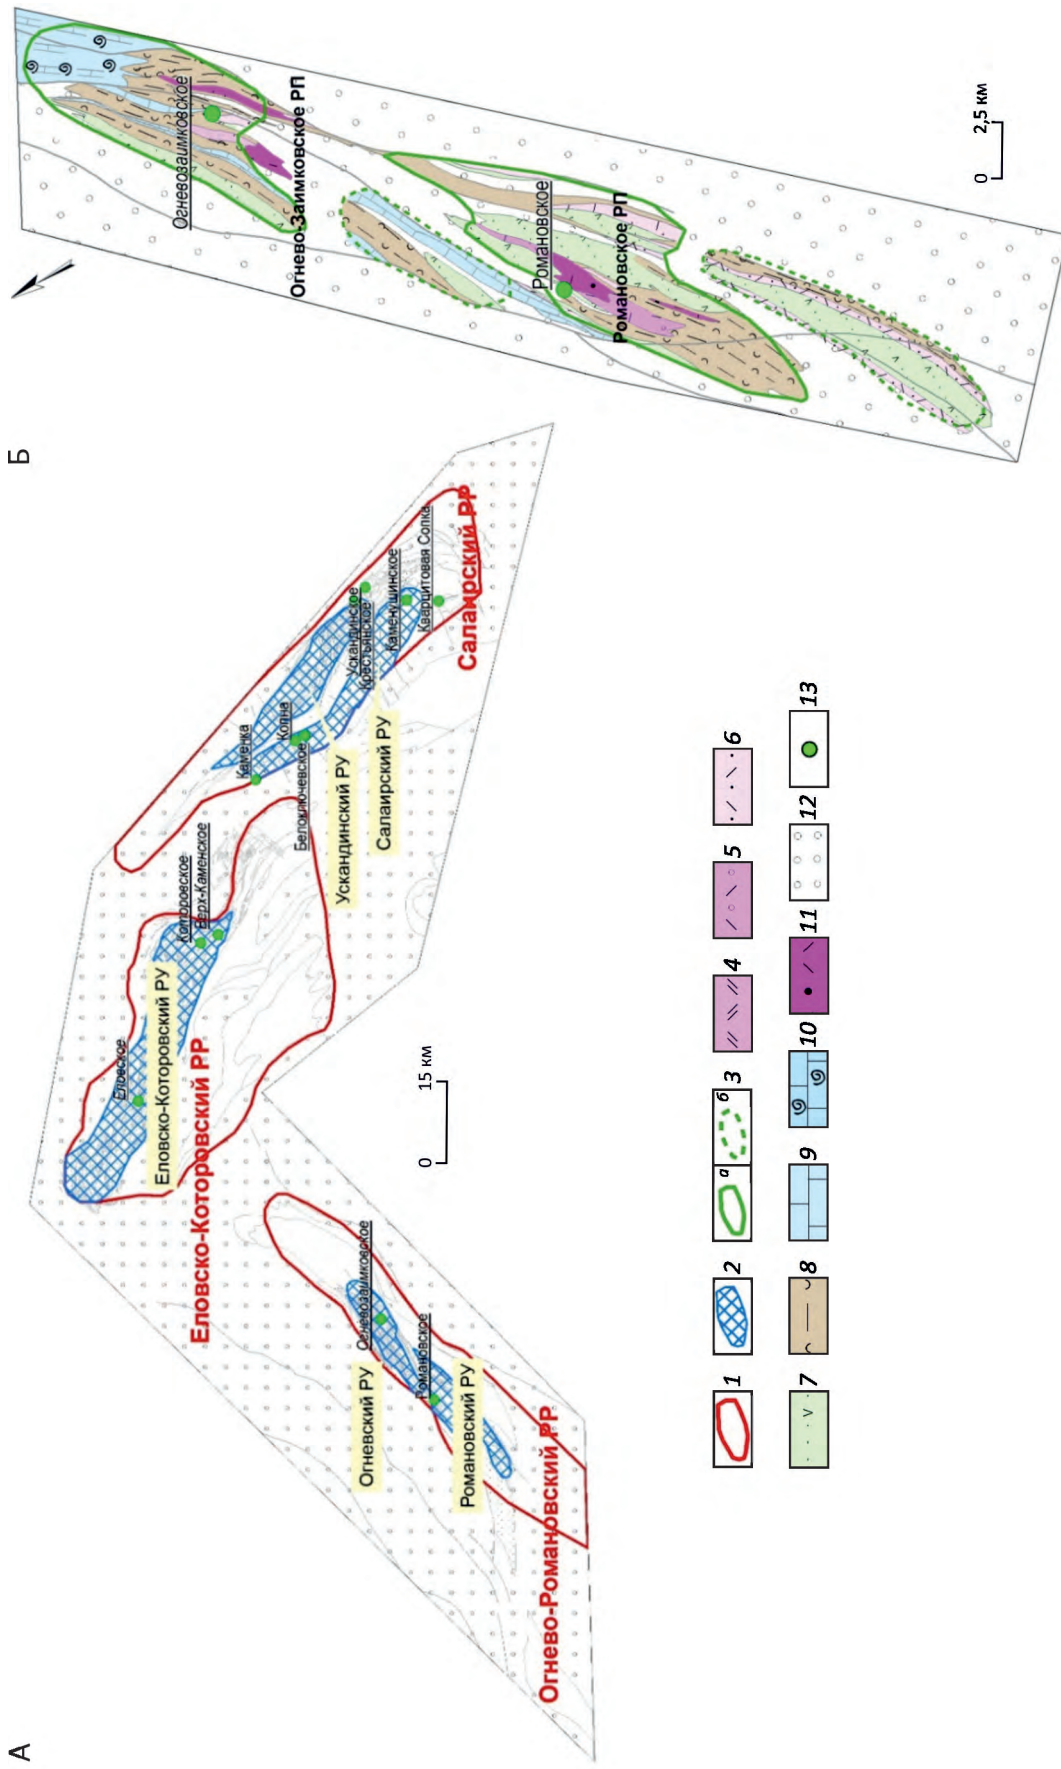 А
Еловско-Которовский РР
Еловское
Еловско-Которовский РУ
Которовское
Верх-Каменское
Каменка
Копна
Белоключевское
Ускандинский РУ
Салаирский РУ
Ускандинское
Крестьянское
Каменушинское
Кварцитовая Сопка
Салаирский РР
Огневский РУ
Огневозаимковское
Романовское
Романовский РУ
Огнево-Романовский РР
0 15 км
Б
Огневозаимковское
Огнево-Заимковское РП
Романовское
Романовское РП
0 2,5 км
1 2 а б 3 4 5 6
7 8 9 10 11 12 13